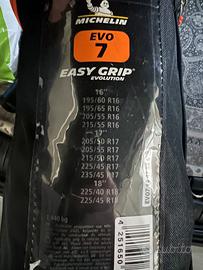 MICHELIN
EVO
7
EASY GRIP
EVOLUTION
16"
195/60 R16
195/65 R16
205/55 R16
215/55 R16
17"
205/50 R17
205/55 R17
215/50 R17
225/45 R17
235/45 R17
18"
225/40 R18
225/45 R18
4251650
subito